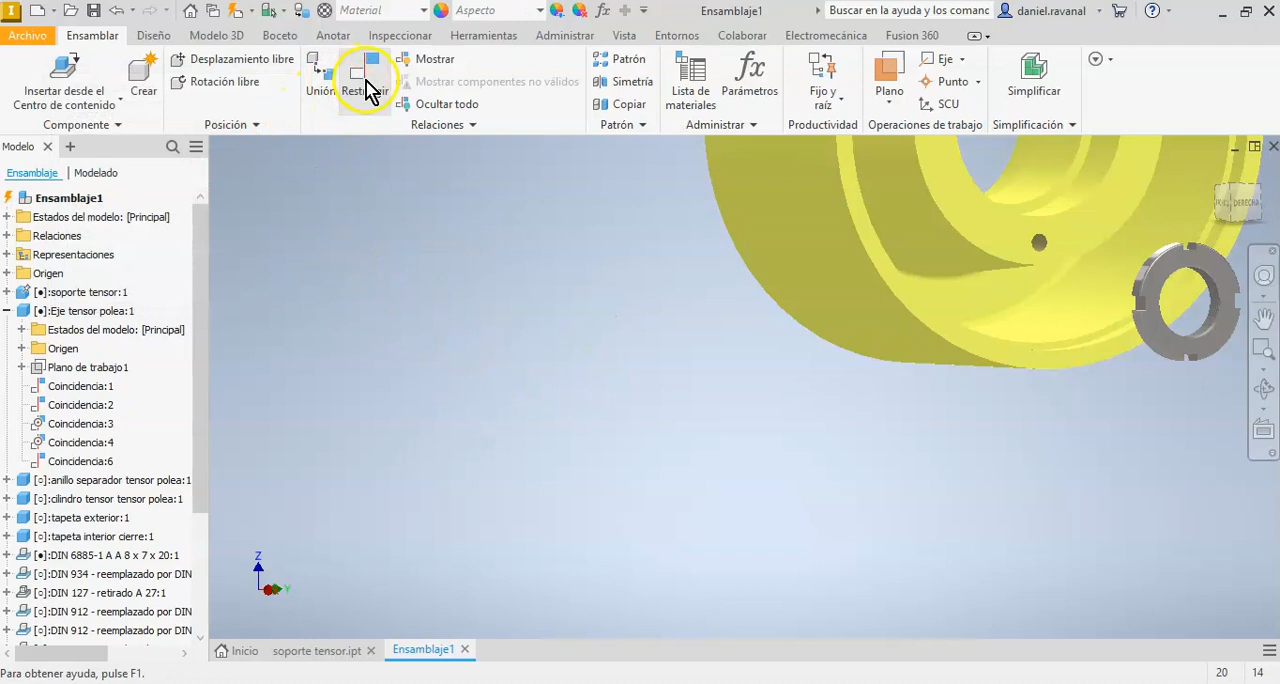 Material
Aspecto
Ensamblaje1
Buscar en la ayuda y los comanc
daniel.ravanal
Archivo
Ensamblar
Diseño
Modelo 3D
Boceto
Anotar
Inspeccionar
Herramientas
Administrar
Vista
Entornos
Colaborar
Electromecánica
Fusion 360
Insertar desde el
Centro de contenido
Crear
Componente
Desplazamiento libre
Rotación libre
Posición
Unión
Mostrar
Mostrar componentes no válidos
Ocultar todo
Relaciones
Patrón
Simetría
Copiar
Patrón
Lista de
materiales
Parámetros
Administrar
Fijo y
raíz
Productividad
Plano
Eje
Punto
SCU
Operaciones de trabajo
Simplificar
Simplificación
Modelo
Ensamblaje
Modelado
Ensamblaje1
Estados del modelo: [Principal]
Relaciones
Representaciones
Origen
[●]:soporte tensor:1
[●]:Eje tensor polea:1
Estados del modelo: [Principal]
Origen
Plano de trabajo1
Coincidencia:1
Coincidencia:2
Coincidencia:3
Coincidencia:4
Coincidencia:6
[○]:anillo separador tensor polea:1
[○]:cilindro tensor tensor polea:1
[○]:tapeta exterior:1
[○]:tapeta interior cierre:1
[●]:DIN 6885-1 A A 8 x 7 x 20:1
[○]:DIN 934 - reemplazado por DIN
[○]:DIN 127 - retirado A 27:1
[○]:DIN 912 - reemplazado por DIN
[○]:DIN 912 - reemplazado por DIN
DERECHA
Z
Y
Inicio
soporte tensor.ipt
Ensamblaje1
Para obtener ayuda, pulse F1.
20
14